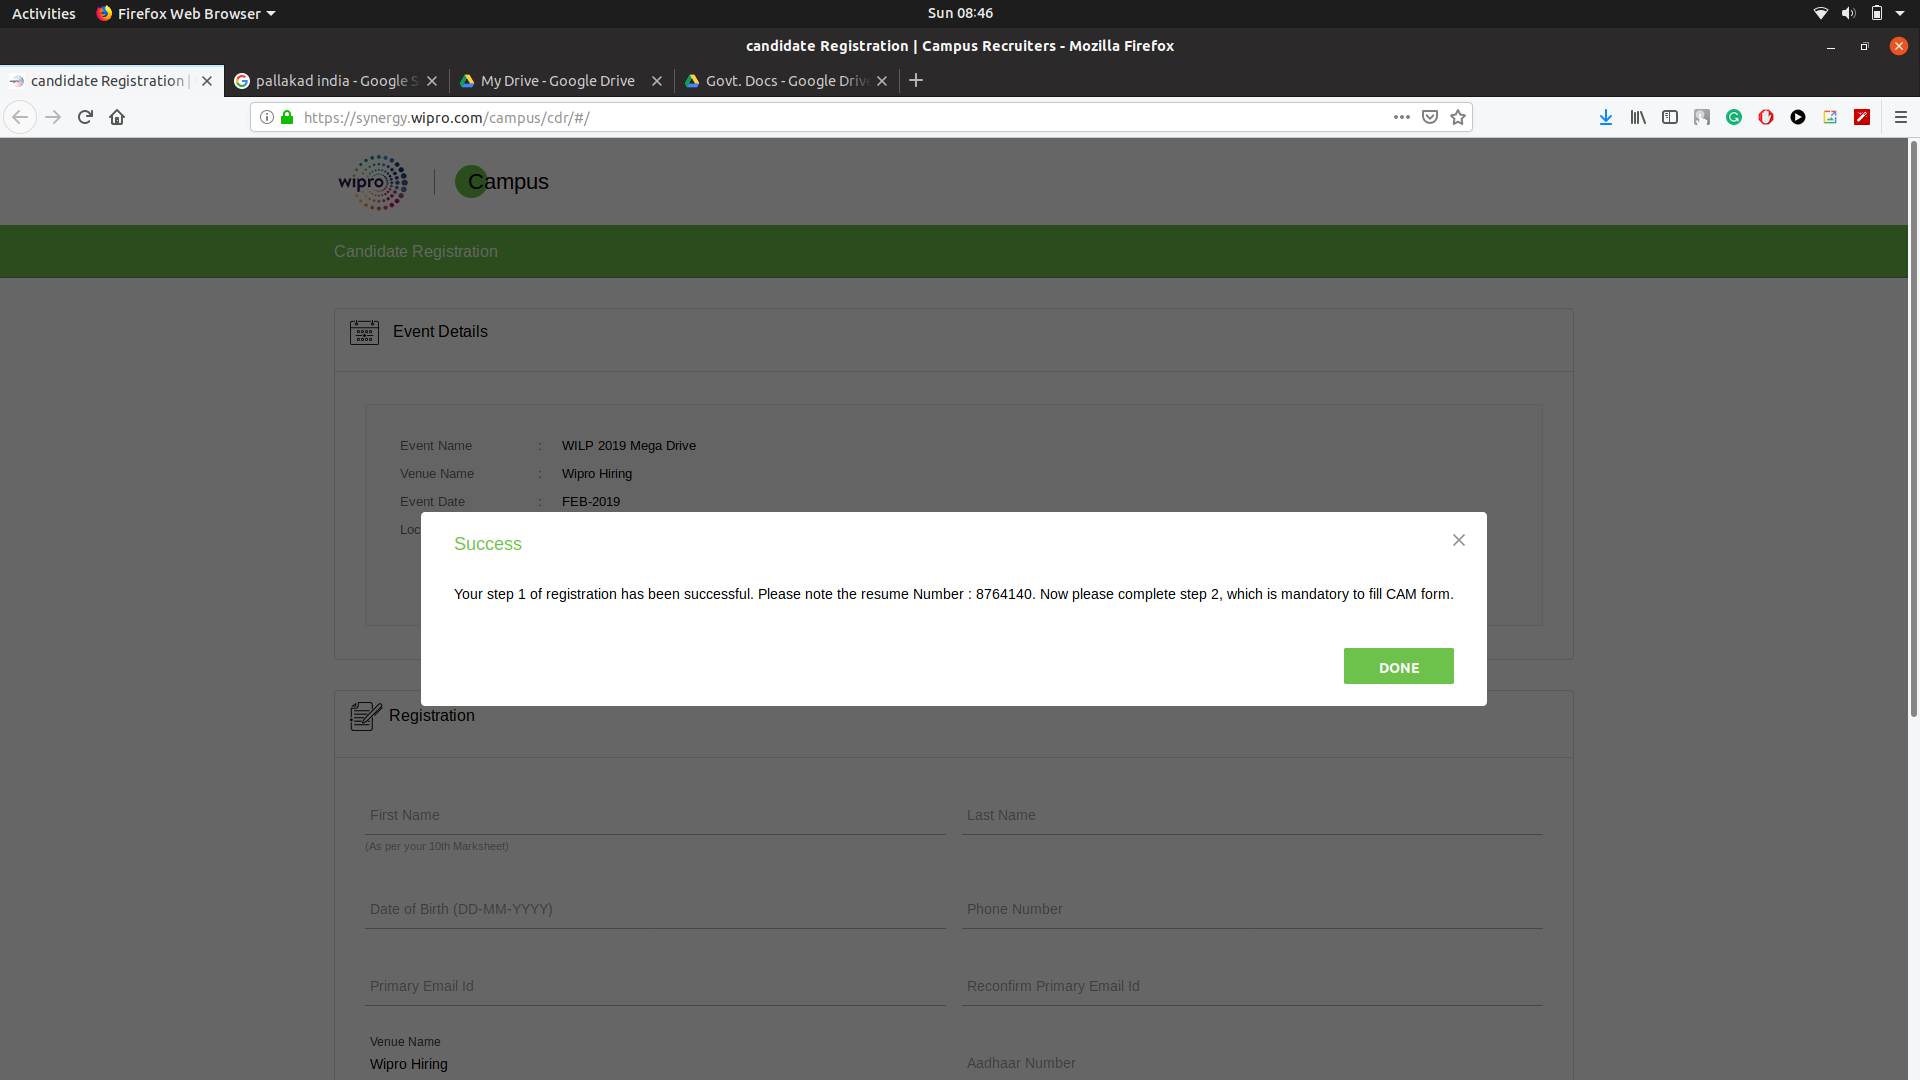 Activities Firefox Web Browser Sun 08:46
candidate Registration | Campus Recruiters - Mozilla Firefox
candidate Registration | pallakad india - Google S My Drive - Google Drive Govt. Docs - Google Driv
https://synergy.wipro.com/campus/cdr/#/
wipro Campus
Candidate Registration
Event Details
Event Name : WILP 2019 Mega Drive
Venue Name : Wipro Hiring
Event Date : FEB-2019
Loc
Success
Your step 1 of registration has been successful. Please note the resume Number : 8764140. Now please complete step 2, which is mandatory to fill CAM form.
DONE
Registration
First Name Last Name
(As per your 10th Marksheet)
Date of Birth (DD-MM-YYYY) Phone Number
Primary Email Id Reconfirm Primary Email Id
Venue Name
Wipro Hiring Aadhaar Number